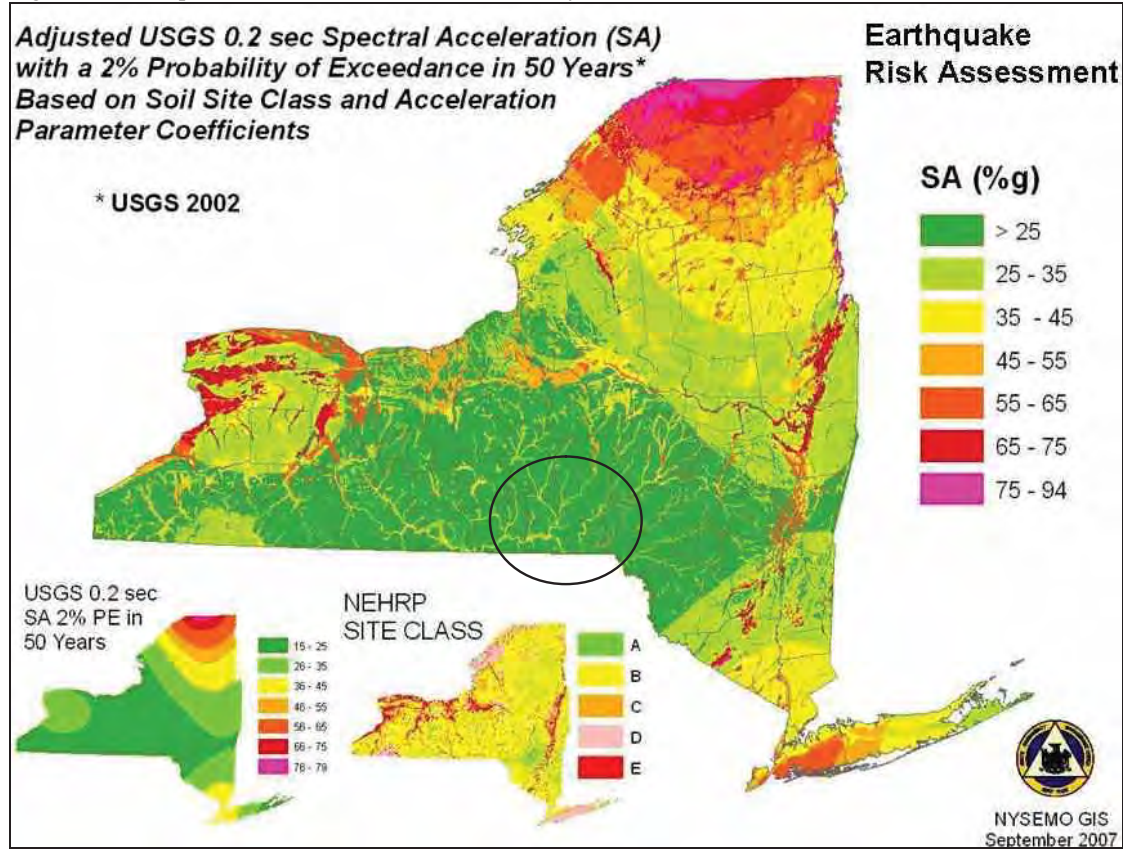 Adjusted USGS 0.2 sec Spectral Acceleration (SA)
with a 2% Probability of Exceedance in 50 Years*
Based on Soil Site Class and Acceleration
Parameter Coefficients
* USGS 2002
Earthquake
Risk Assessment
SA (%g)
> 25
25 - 35
35 - 45
45 - 55
55 - 65
65 - 75
75 - 94
USGS 0.2 sec
SA 2% PE in
50 Years
15 - 25
26 - 35
36 - 45
46 - 55
56 - 65
66 - 75
76 - 79
NEHRP
SITE CLASS
A
B
C
D
E
NYSEMO GIS
September 2007